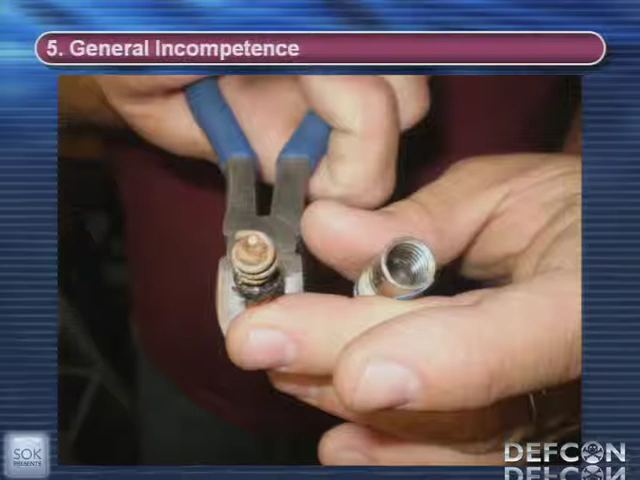 5. General Incompetence
SOK
PRESENTS
DEFCON
DEFCON